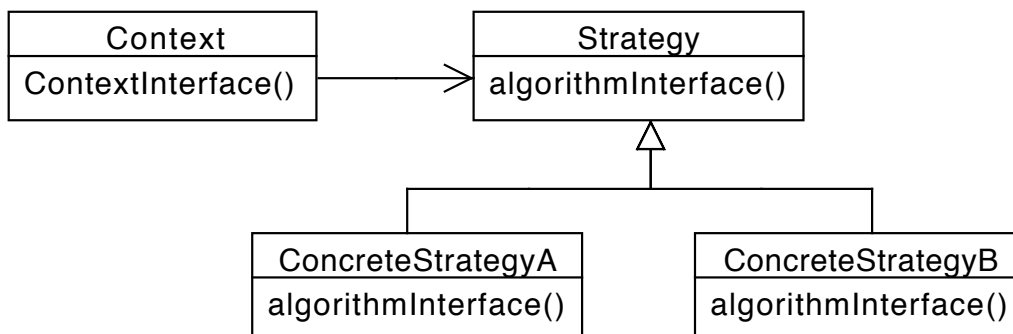 Context
ContextInterface()
Strategy
algorithmInterface()
ConcreteStrategyA
algorithmInterface()
ConcreteStrategyB
algorithmInterface()